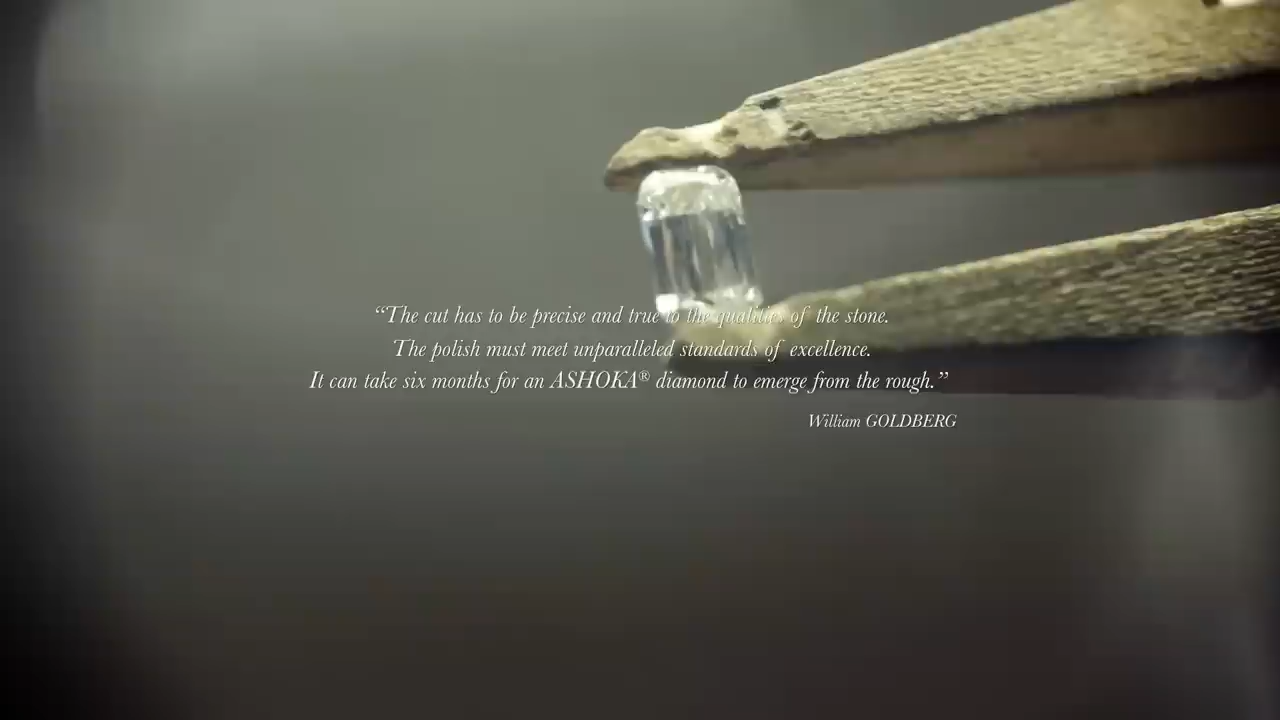 “The cut has to be precise and true to the qualities of the stone.
The polish must meet unparalleled standards of excellence.
It can take six months for an ASHOKA® diamond to emerge from the rough.”
William GOLDBERG